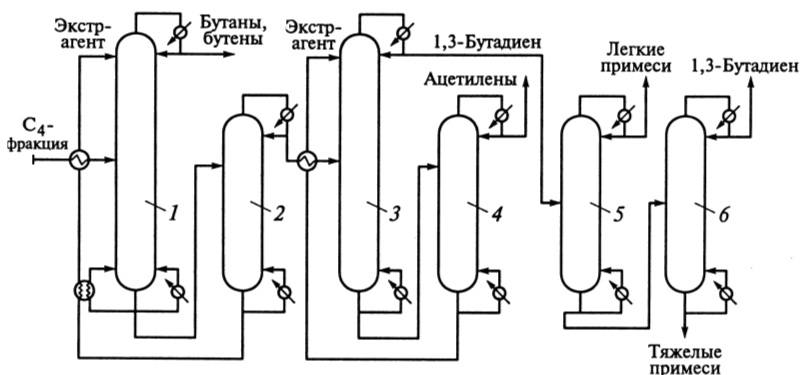 Экстр-
агент
Бутаны,
бутены
C₄-
фракция
1
2
Экстр-
агент
1,3-Бутадиен
Ацетилены
3
4
Легкие
примеси
1,3-Бутадиен
5
6
Тяжелые
примеси